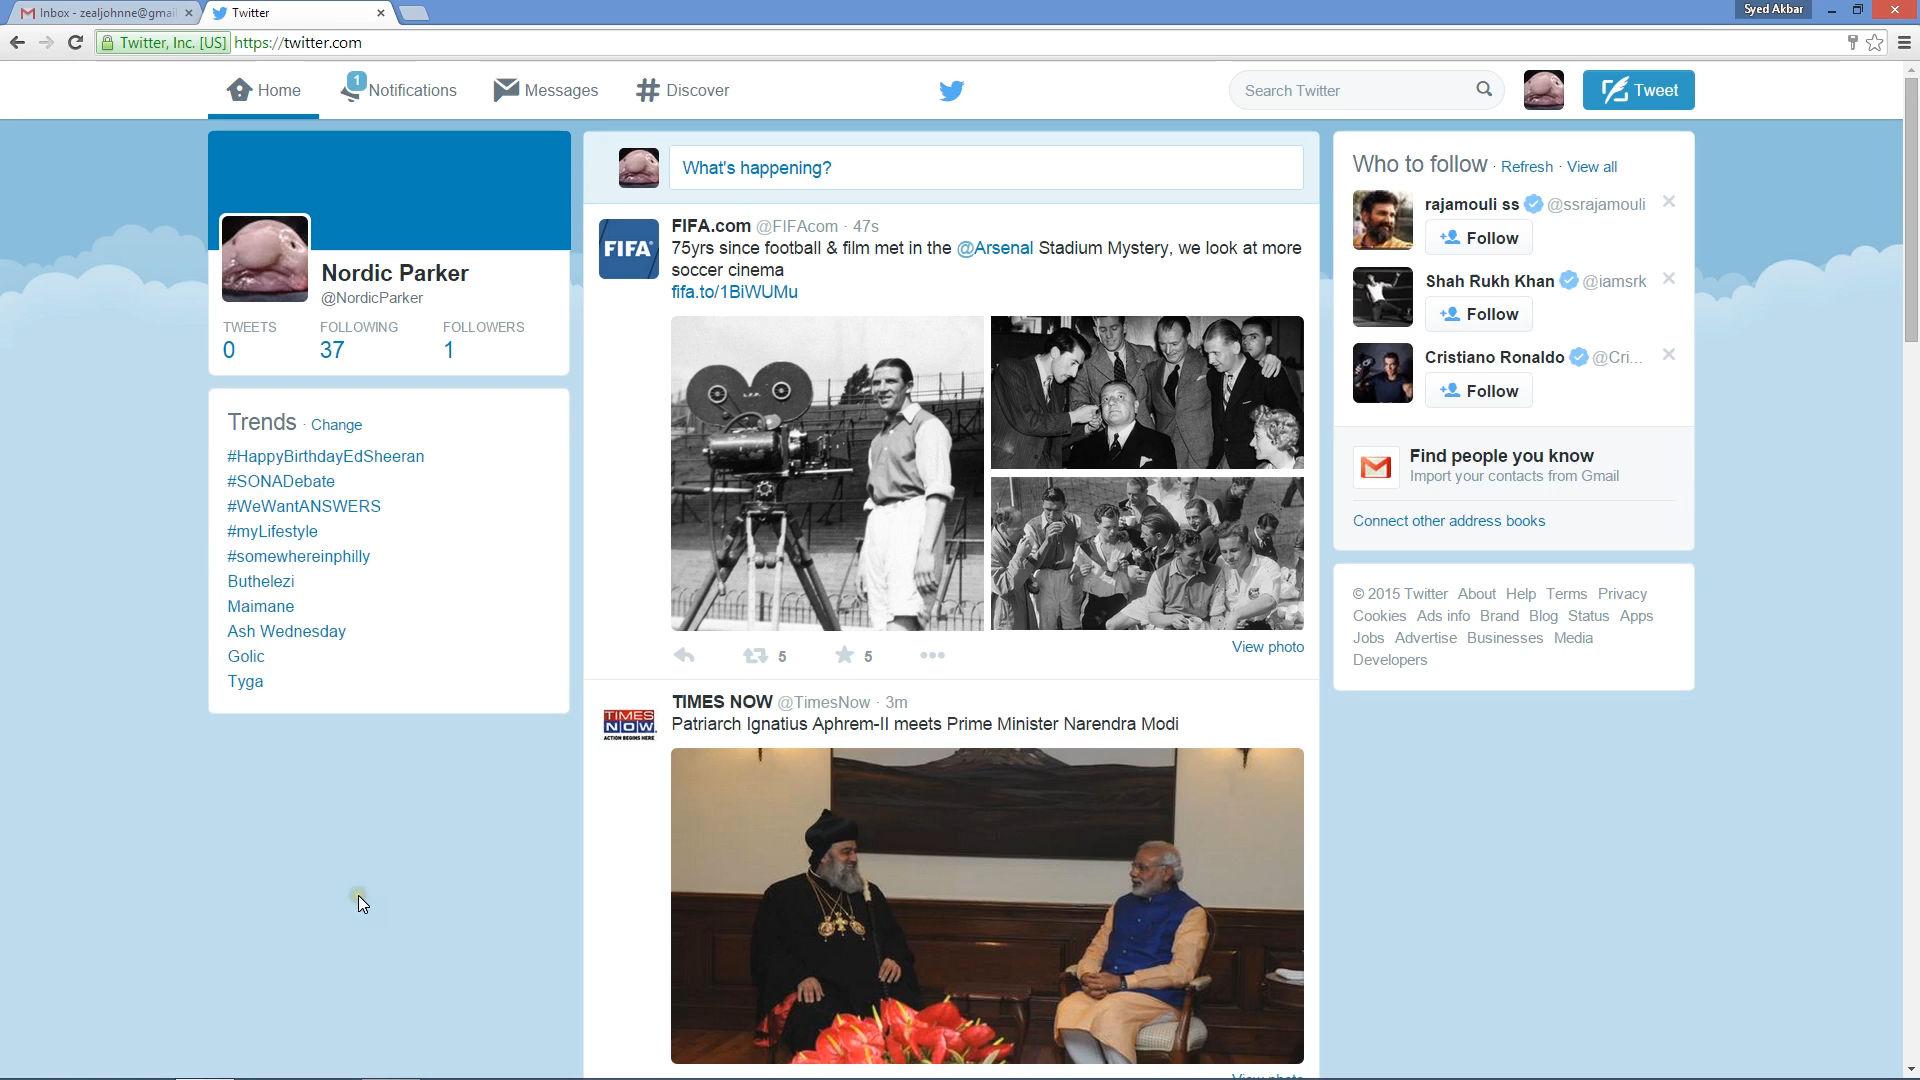 Inbox - zealjohnne@gmai
Twitter
Syed Akbar
Twitter, Inc. [US]
https://twitter.com
Home
1
Notifications
Messages
Discover
Search Twitter
Tweet
Nordic Parker
@NordicParker
TWEETS FOLLOWING FOLLOWERS
0 37 1
Trends · Change
#HappyBirthdayEdSheeran
#SONADebate
#WeWantANSWERS
#myLifestyle
#somewhereinphilly
Buthelezi
Maimane
Ash Wednesday
Golic
Tyga
What's happening?
FIFA
FIFA.com @FIFAcom · 47s
75yrs since football & film met in the @Arsenal Stadium Mystery, we look at more
soccer cinema
fifa.to/1BiWUMu
5 5
View photo
TIMES NOW
ACTION BEGINS HERE
TIMES NOW @TimesNow · 3m
Patriarch Ignatius Aphrem-II meets Prime Minister Narendra Modi
View photo
Who to follow · Refresh · View all
rajamouli ss @ssrajamouli
Follow
Shah Rukh Khan @iamsrk
Follow
Cristiano Ronaldo @Cri...
Follow
Find people you know
Import your contacts from Gmail
Connect other address books
© 2015 Twitter About Help Terms Privacy
Cookies Ads info Brand Blog Status Apps
Jobs Advertise Businesses Media
Developers